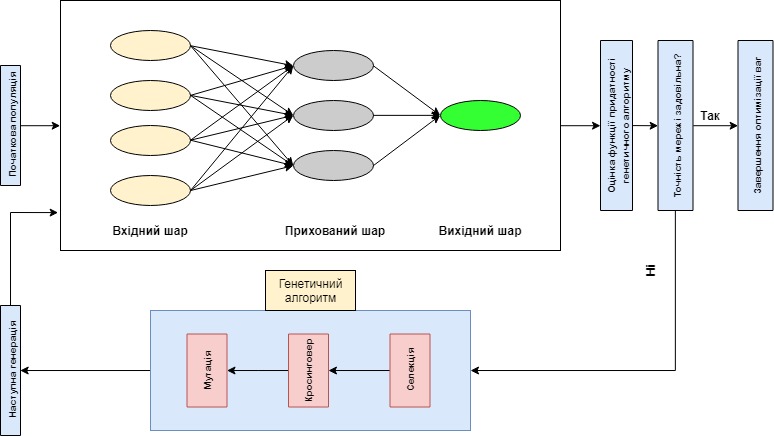 Початкова популяція
Вхідний шар
Прихований шар
Вихідний шар
Оцінка функції придатності
генетичного алгоритму
Точність мережі задовільна?
Так
Завершення оптимізації ваг
Ні
Генетичний
алгоритм
Селекція
Кросинговер
Мутація
Наступна генерація